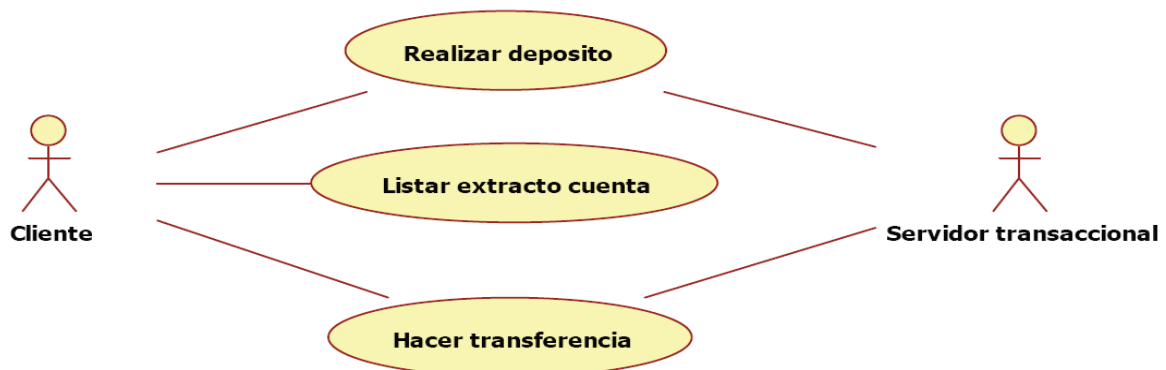 Realizar deposito
Listar extracto cuenta
Cliente
Servidor transaccional
Hacer transferencia